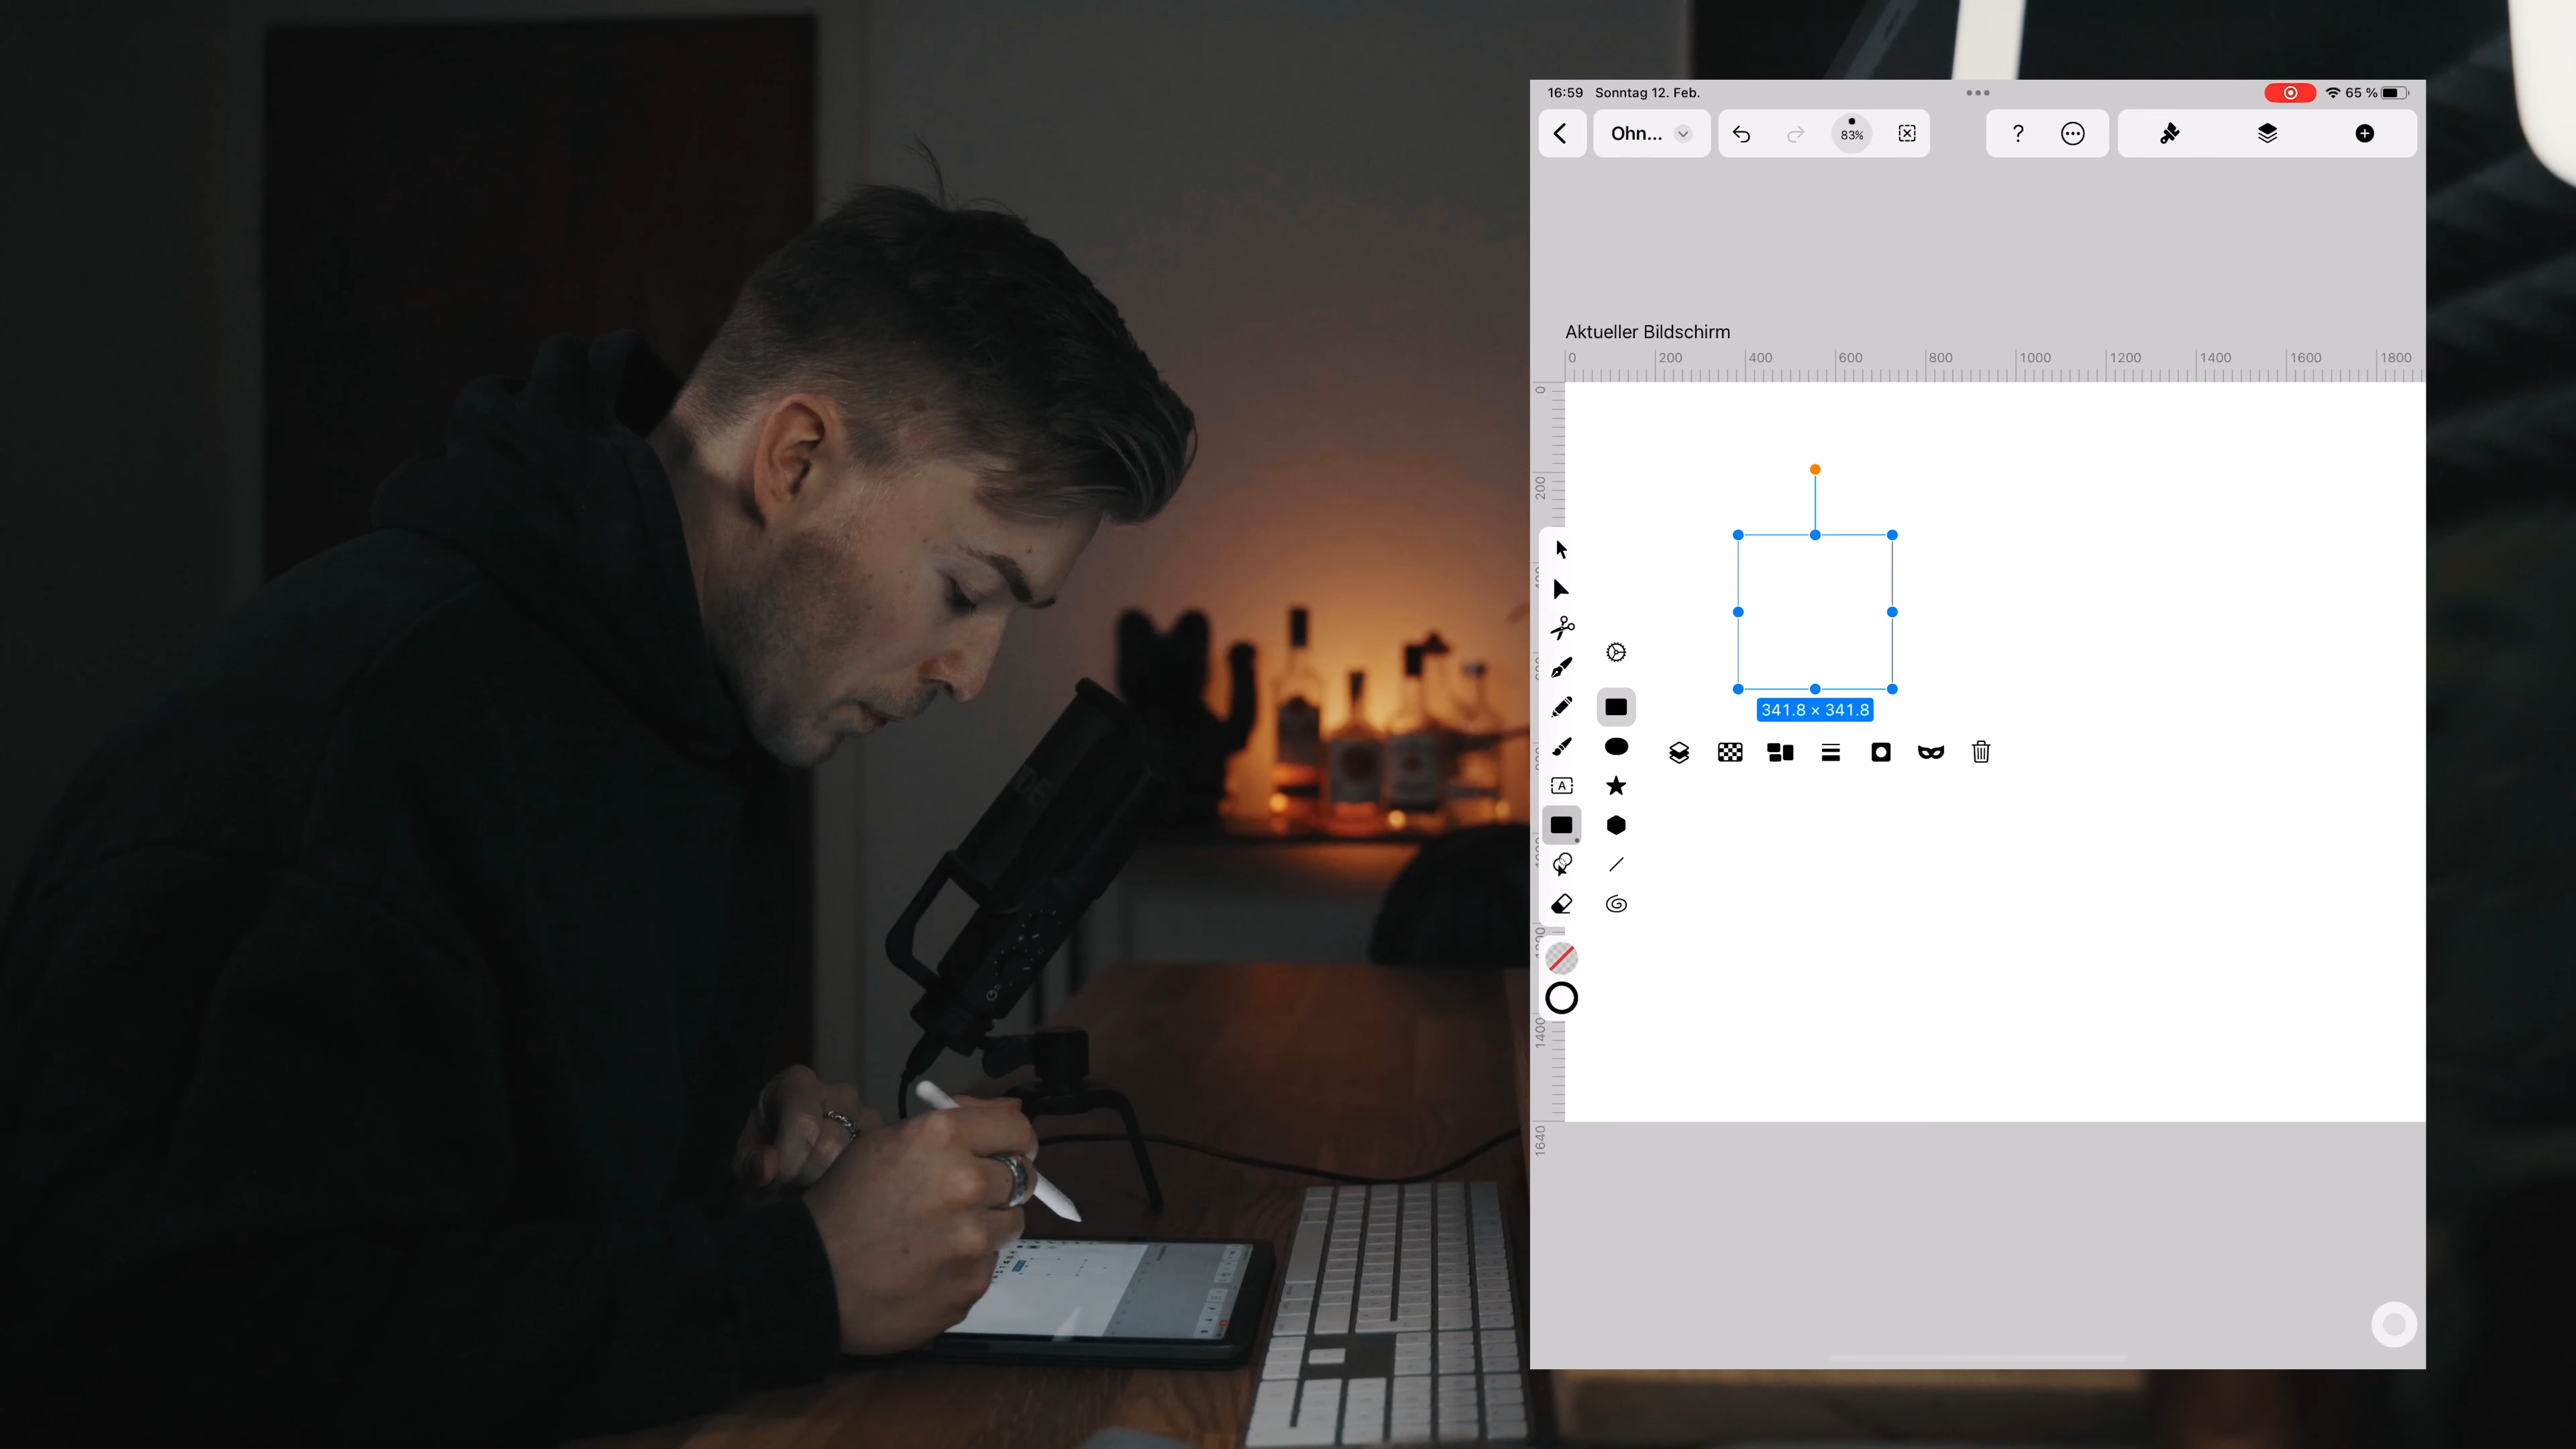 16:59 Sonntag 12. Feb.
65 %
Ohn...
83%
?
Aktueller Bildschirm
0 200 400 600 800 1000 1200 1400 1600 1800
0
200
A
341.8 × 341.8
1400
1640
DE